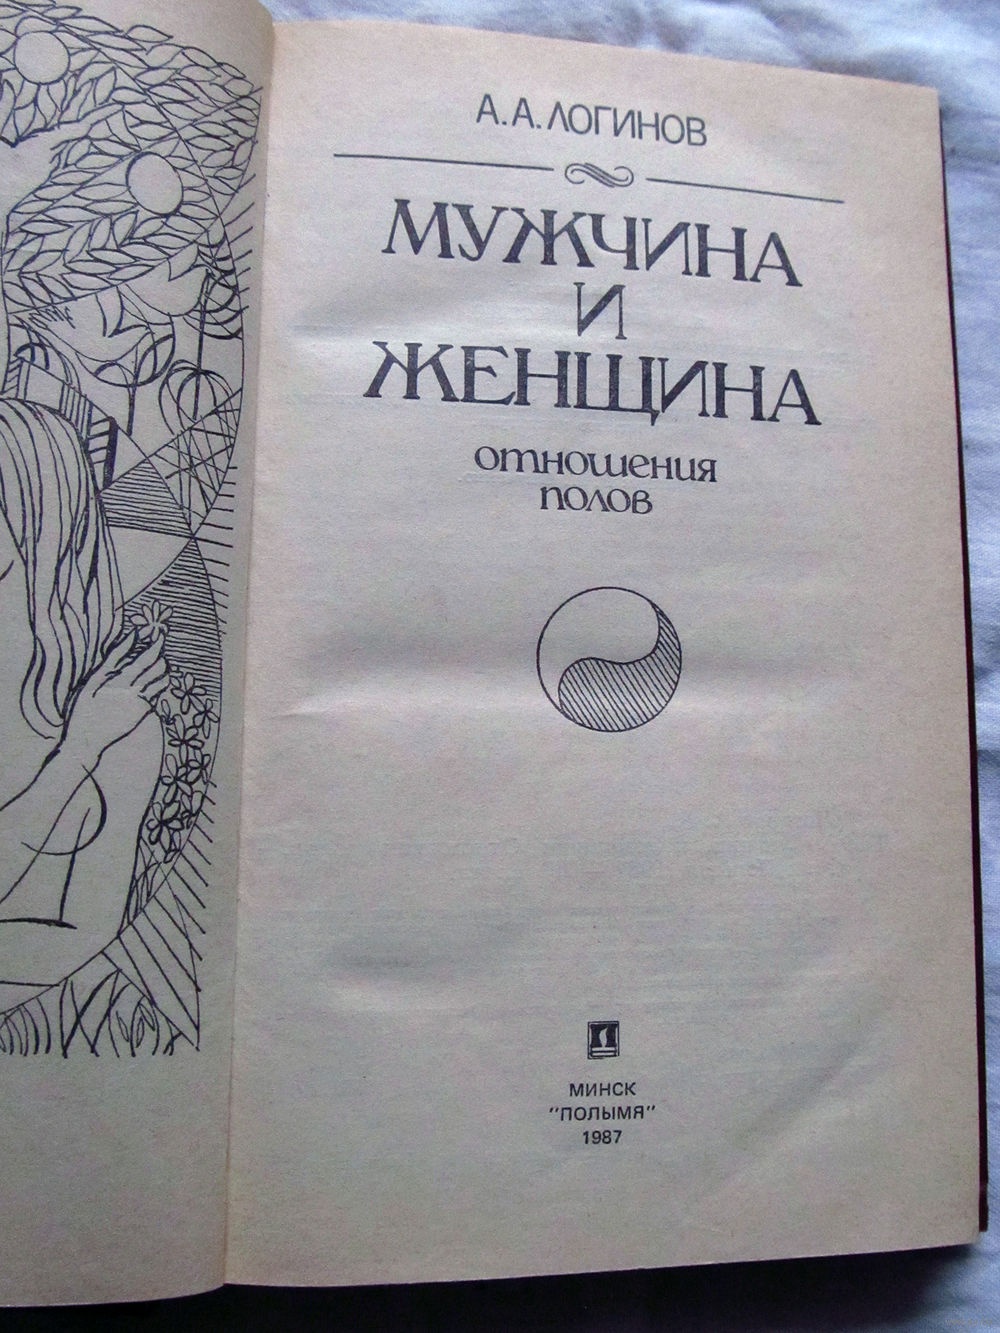 А.А.ЛОГИНОВ
МУЖЧИНА
И
ЖЕНЩИНА
ОТНОШЕНИЯ
ПОЛОВ
МИНСК
"ПОЛЫМЯ"
1987